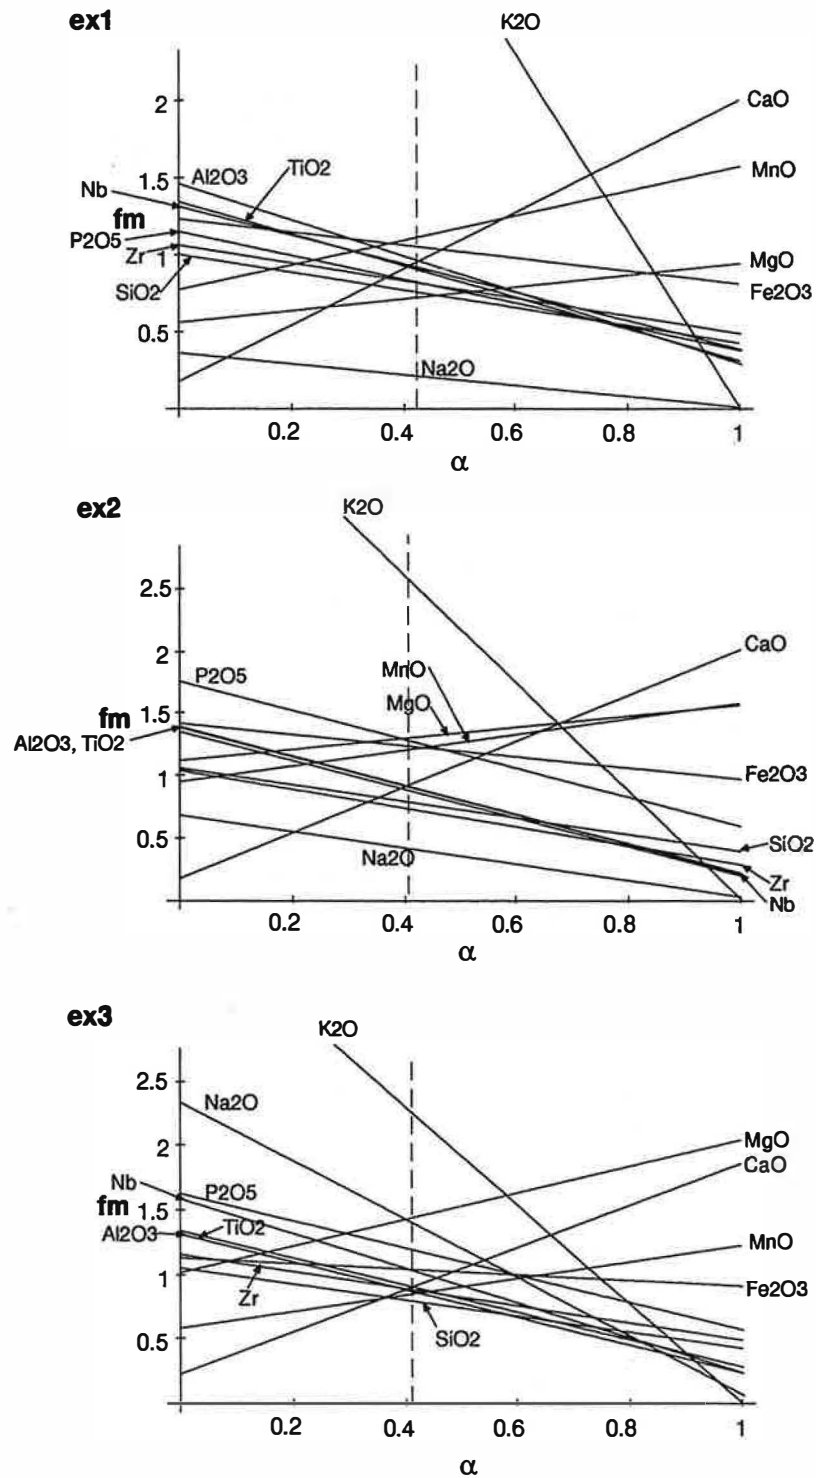 ex1
K2O
2
CaO
1.5
Al2O3
TiO2
MnO
Nb
fm
P2O5
Zr
1
MgO
SiO2
Fe2O3
0.5
Na2O
0.2
0.4
0.6
0.8
1
α
ex2
K2O
2.5
2
CaO
P2O5
MnO
MgO
1.5
fm
Al2O3, TiO2
1
Fe2O3
0.5
SiO2
Na2O
Zr
Nb
0.2
0.4
0.6
0.8
1
α
ex3
K2O
2.5
Na2O
2
MgO
CaO
Nb
P2O5
fm
1.5
TiO2
Al2O3
MnO
1
Zr
Fe2O3
0.5
SiO2
0.2
0.4
0.6
0.8
1
α